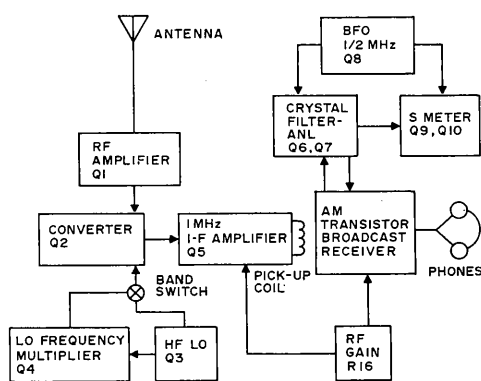 ANTENNA
BFO
1/2 MHz
Q8
CRYSTAL
FILTER-
ANL
Q6,Q7
S METER
Q9,Q10
RF
AMPLIFIER
Q1
CONVERTER
Q2
1MHz
I-F AMPLIFIER
Q5
AM
TRANSISTOR
BROADCAST
RECEIVER
PHONES
PICK-UP
COIL
BAND
SWITCH
LO FREQUENCY
MULTIPLIER
Q4
HF LO
Q3
RF
GAIN
R16